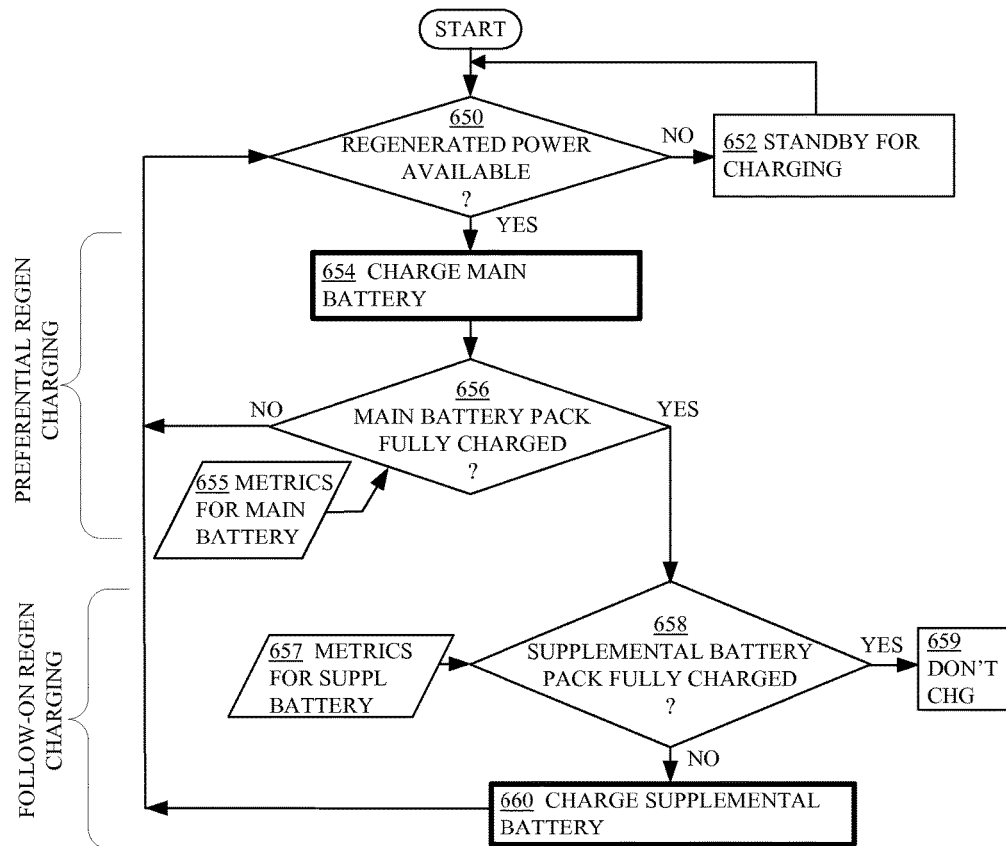 START
650
REGENERATED POWER
AVAILABLE
?
NO
652 STANDBY FOR
CHARGING
YES
654 CHARGE MAIN
BATTERY
PREFERENTIAL REGEN
CHARGING
656
MAIN BATTERY PACK
FULLY CHARGED
?
NO
YES
655 METRICS
FOR MAIN
BATTERY
FOLLOW-ON REGEN
CHARGING
657 METRICS
FOR SUPPL
BATTERY
658
SUPPLEMENTAL BATTERY
PACK FULLY CHARGED
?
YES
659
DON'T
CHG
NO
660 CHARGE SUPPLEMENTAL
BATTERY